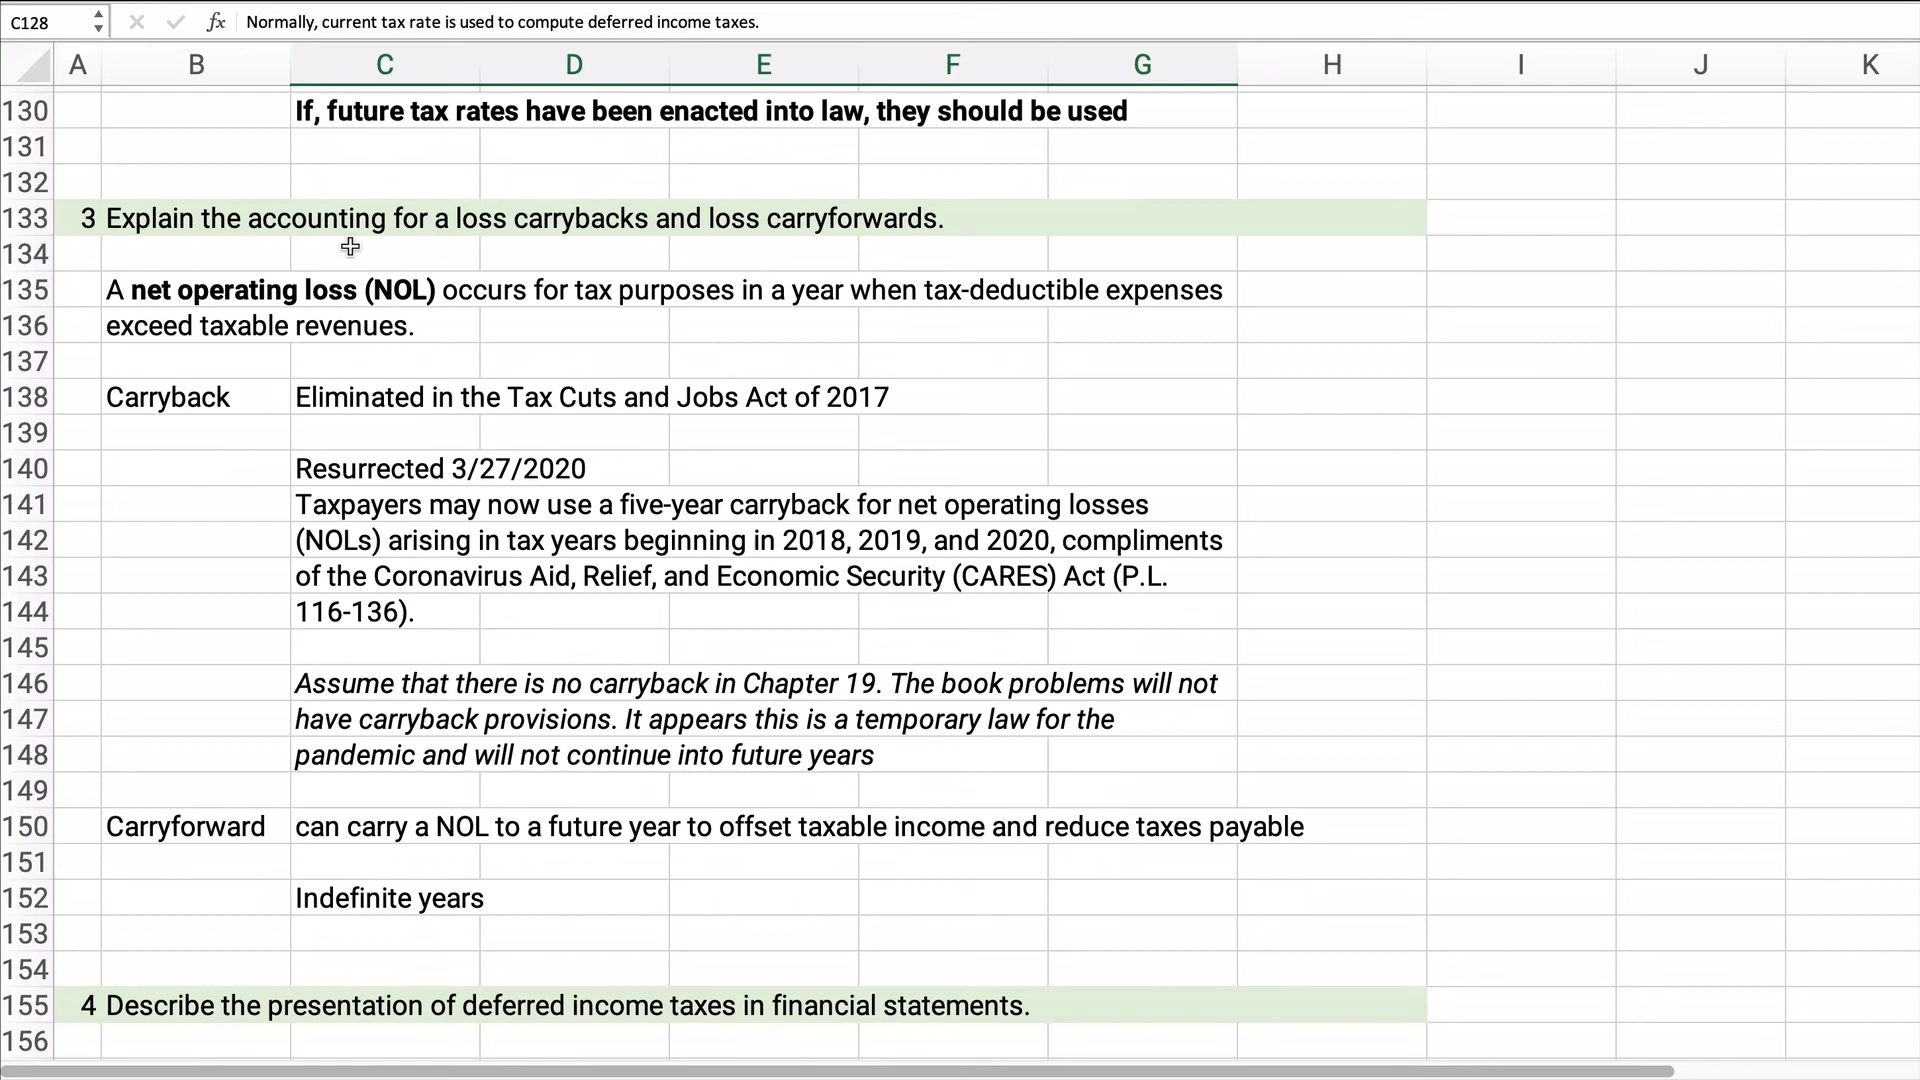 C128 fx Normally, current tax rate is used to compute deferred income taxes.
A B C D E F G H I J K
130 If, future tax rates have been enacted into law, they should be used
131
132
133 3 Explain the accounting for a loss carrybacks and loss carryforwards.
134
135 A net operating loss (NOL) occurs for tax purposes in a year when tax-deductible expenses
136 exceed taxable revenues.
137
138 Carryback Eliminated in the Tax Cuts and Jobs Act of 2017
139
140 Resurrected 3/27/2020
141 Taxpayers may now use a five-year carryback for net operating losses
142 (NOLs) arising in tax years beginning in 2018, 2019, and 2020, compliments
143 of the Coronavirus Aid, Relief, and Economic Security (CARES) Act (P.L.
144 116-136).
145
146 Assume that there is no carryback in Chapter 19. The book problems will not
147 have carryback provisions. It appears this is a temporary law for the
148 pandemic and will not continue into future years
149
150 Carryforward can carry a NOL to a future year to offset taxable income and reduce taxes payable
151
152 Indefinite years
153
154
155 4 Describe the presentation of deferred income taxes in financial statements.
156